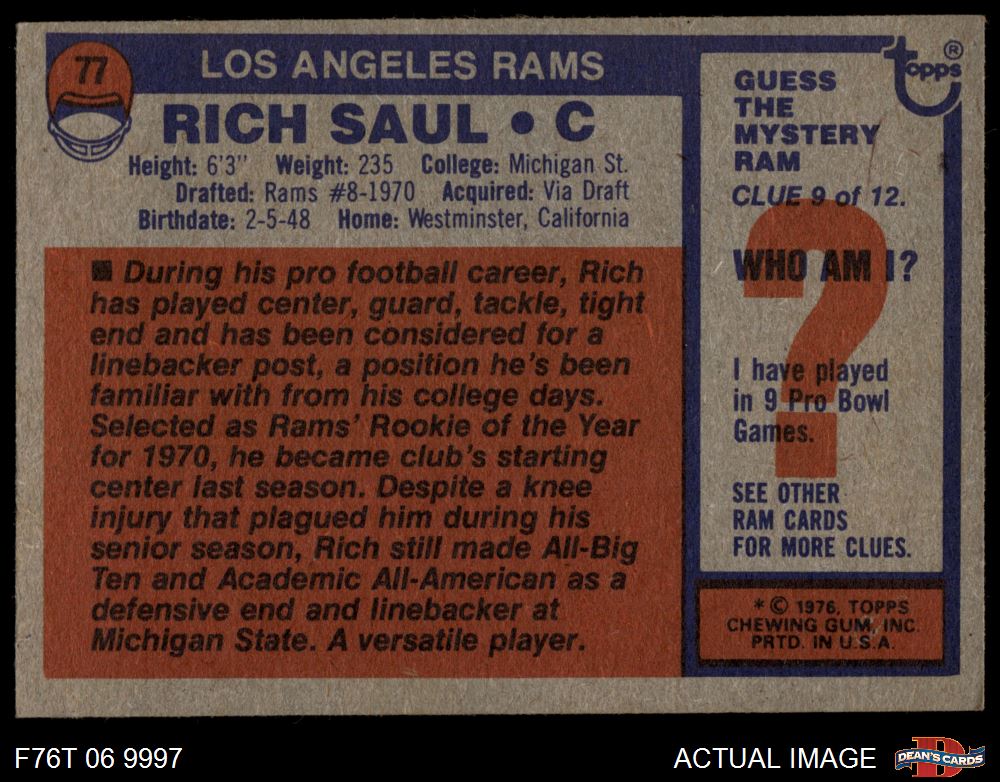 77
LOS ANGELES RAMS
RICH SAUL • C
Height: 6'3" Weight: 235 College: Michigan St.
Drafted: Rams #8-1970 Acquired: Via Draft
Birthdate: 2-5-48 Home: Westminster, California
■ During his pro football career, Rich
has played center, guard, tackle, tight
end and has been considered for a
linebacker post, a position he's been
familiar with from his college days.
Selected as Rams' Rookie of the Year
for 1970, he became club's starting
center last season. Despite a knee
injury that plagued him during his
senior season, Rich still made All-Big
Ten and Academic All-American as a
defensive end and linebacker at
Michigan State. A versatile player.
topps®
GUESS
THE
MYSTERY
RAM
CLUE 9 of 12.
?
WHO AM I?
I have played
in 9 Pro Bowl
Games.
SEE OTHER
RAM CARDS
FOR MORE CLUES.
* © 1976, TOPPS
CHEWING GUM, INC.
PRTD. IN U.S.A.
F76T 06 9997
ACTUAL IMAGE
D
DEAN'S CARDS